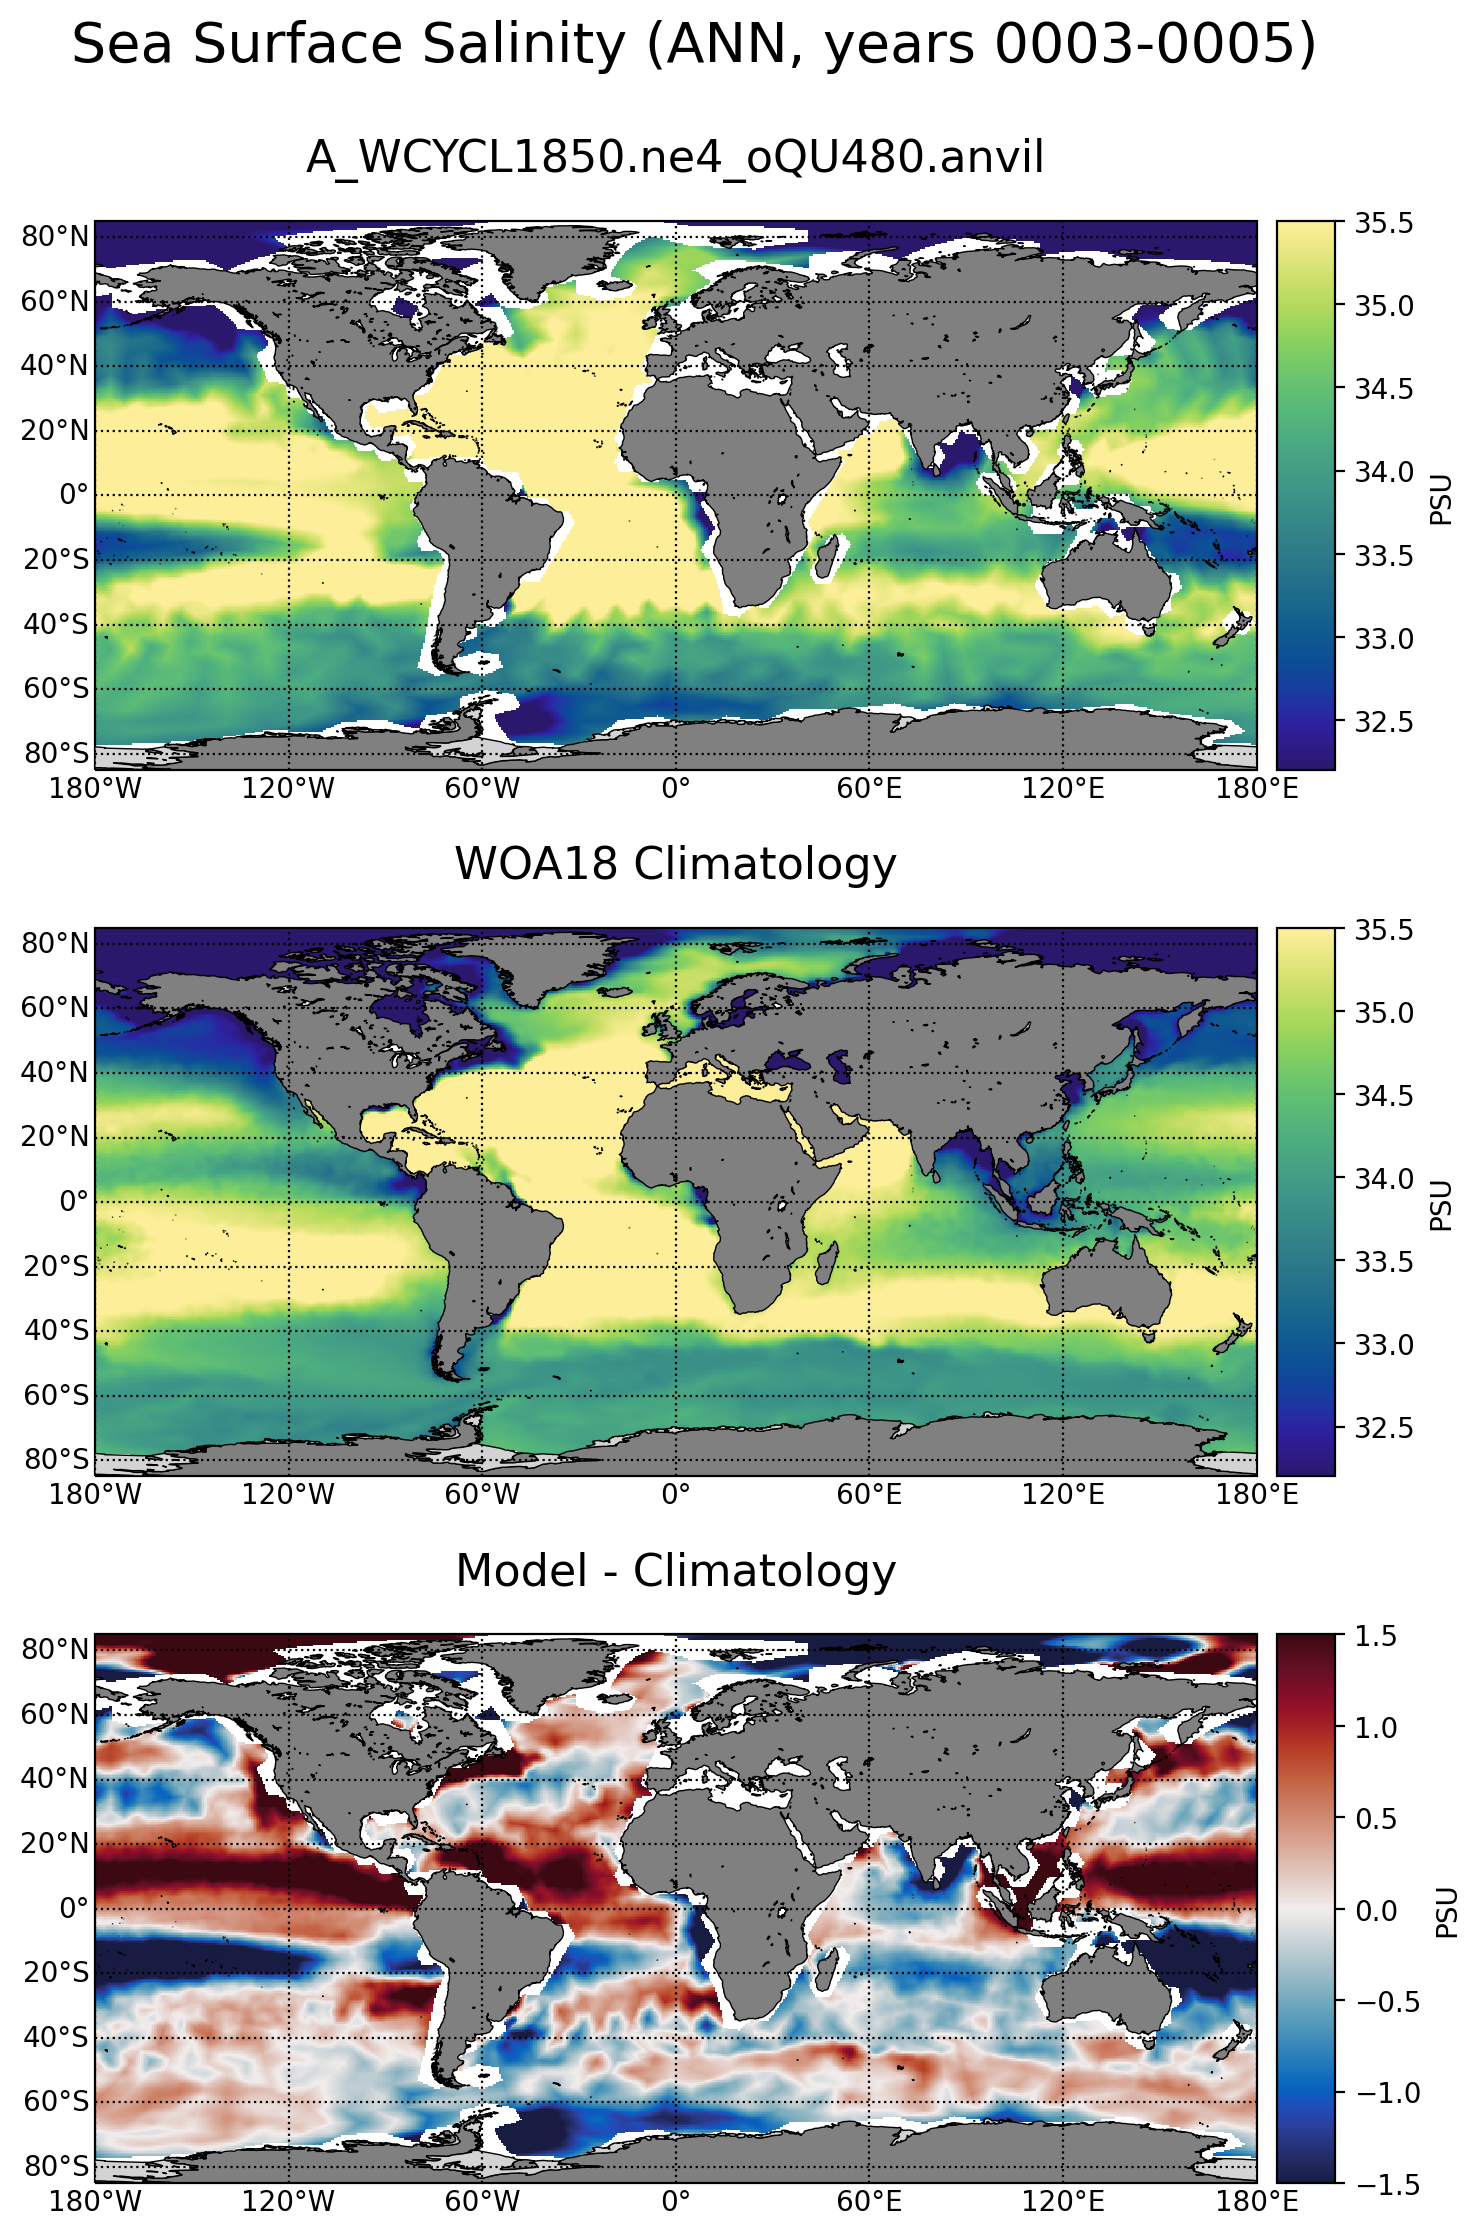 Sea Surface Salinity (ANN, years 0003-0005)
A_WCYCL1850.ne4_oQU480.anvil
80°N
60°N
40°N
20°N
0°
20°S
40°S
60°S
80°S
180°W 120°W 60°W 0° 60°E 120°E 180°E
35.5
35.0
34.5
34.0
33.5
33.0
32.5
PSU
WOA18 Climatology
80°N
60°N
40°N
20°N
0°
20°S
40°S
60°S
80°S
180°W 120°W 60°W 0° 60°E 120°E 180°E
35.5
35.0
34.5
34.0
33.5
33.0
32.5
PSU
Model - Climatology
80°N
60°N
40°N
20°N
0°
20°S
40°S
60°S
80°S
180°W 120°W 60°W 0° 60°E 120°E 180°E
1.5
1.0
0.5
0.0
−0.5
−1.0
−1.5
PSU